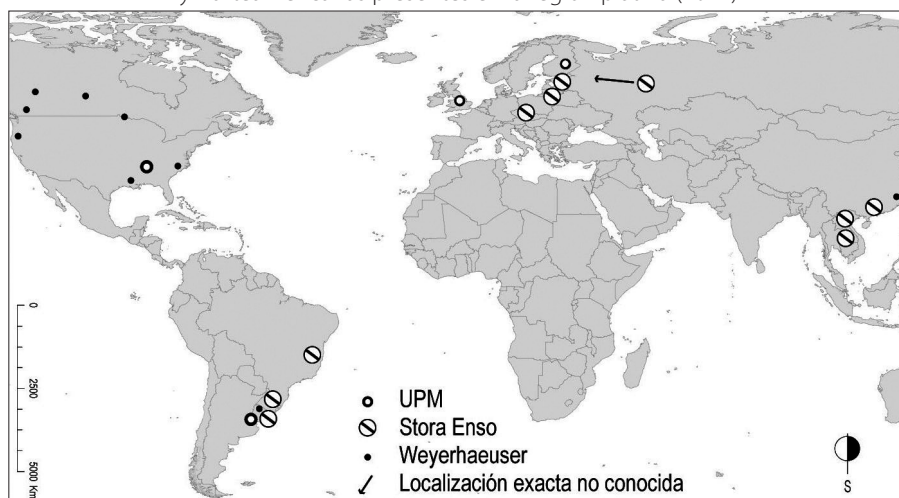 UPM
Stora Enso
Weyerhaeuser
Localización exacta no conocida
0
2500
5000 Km
S